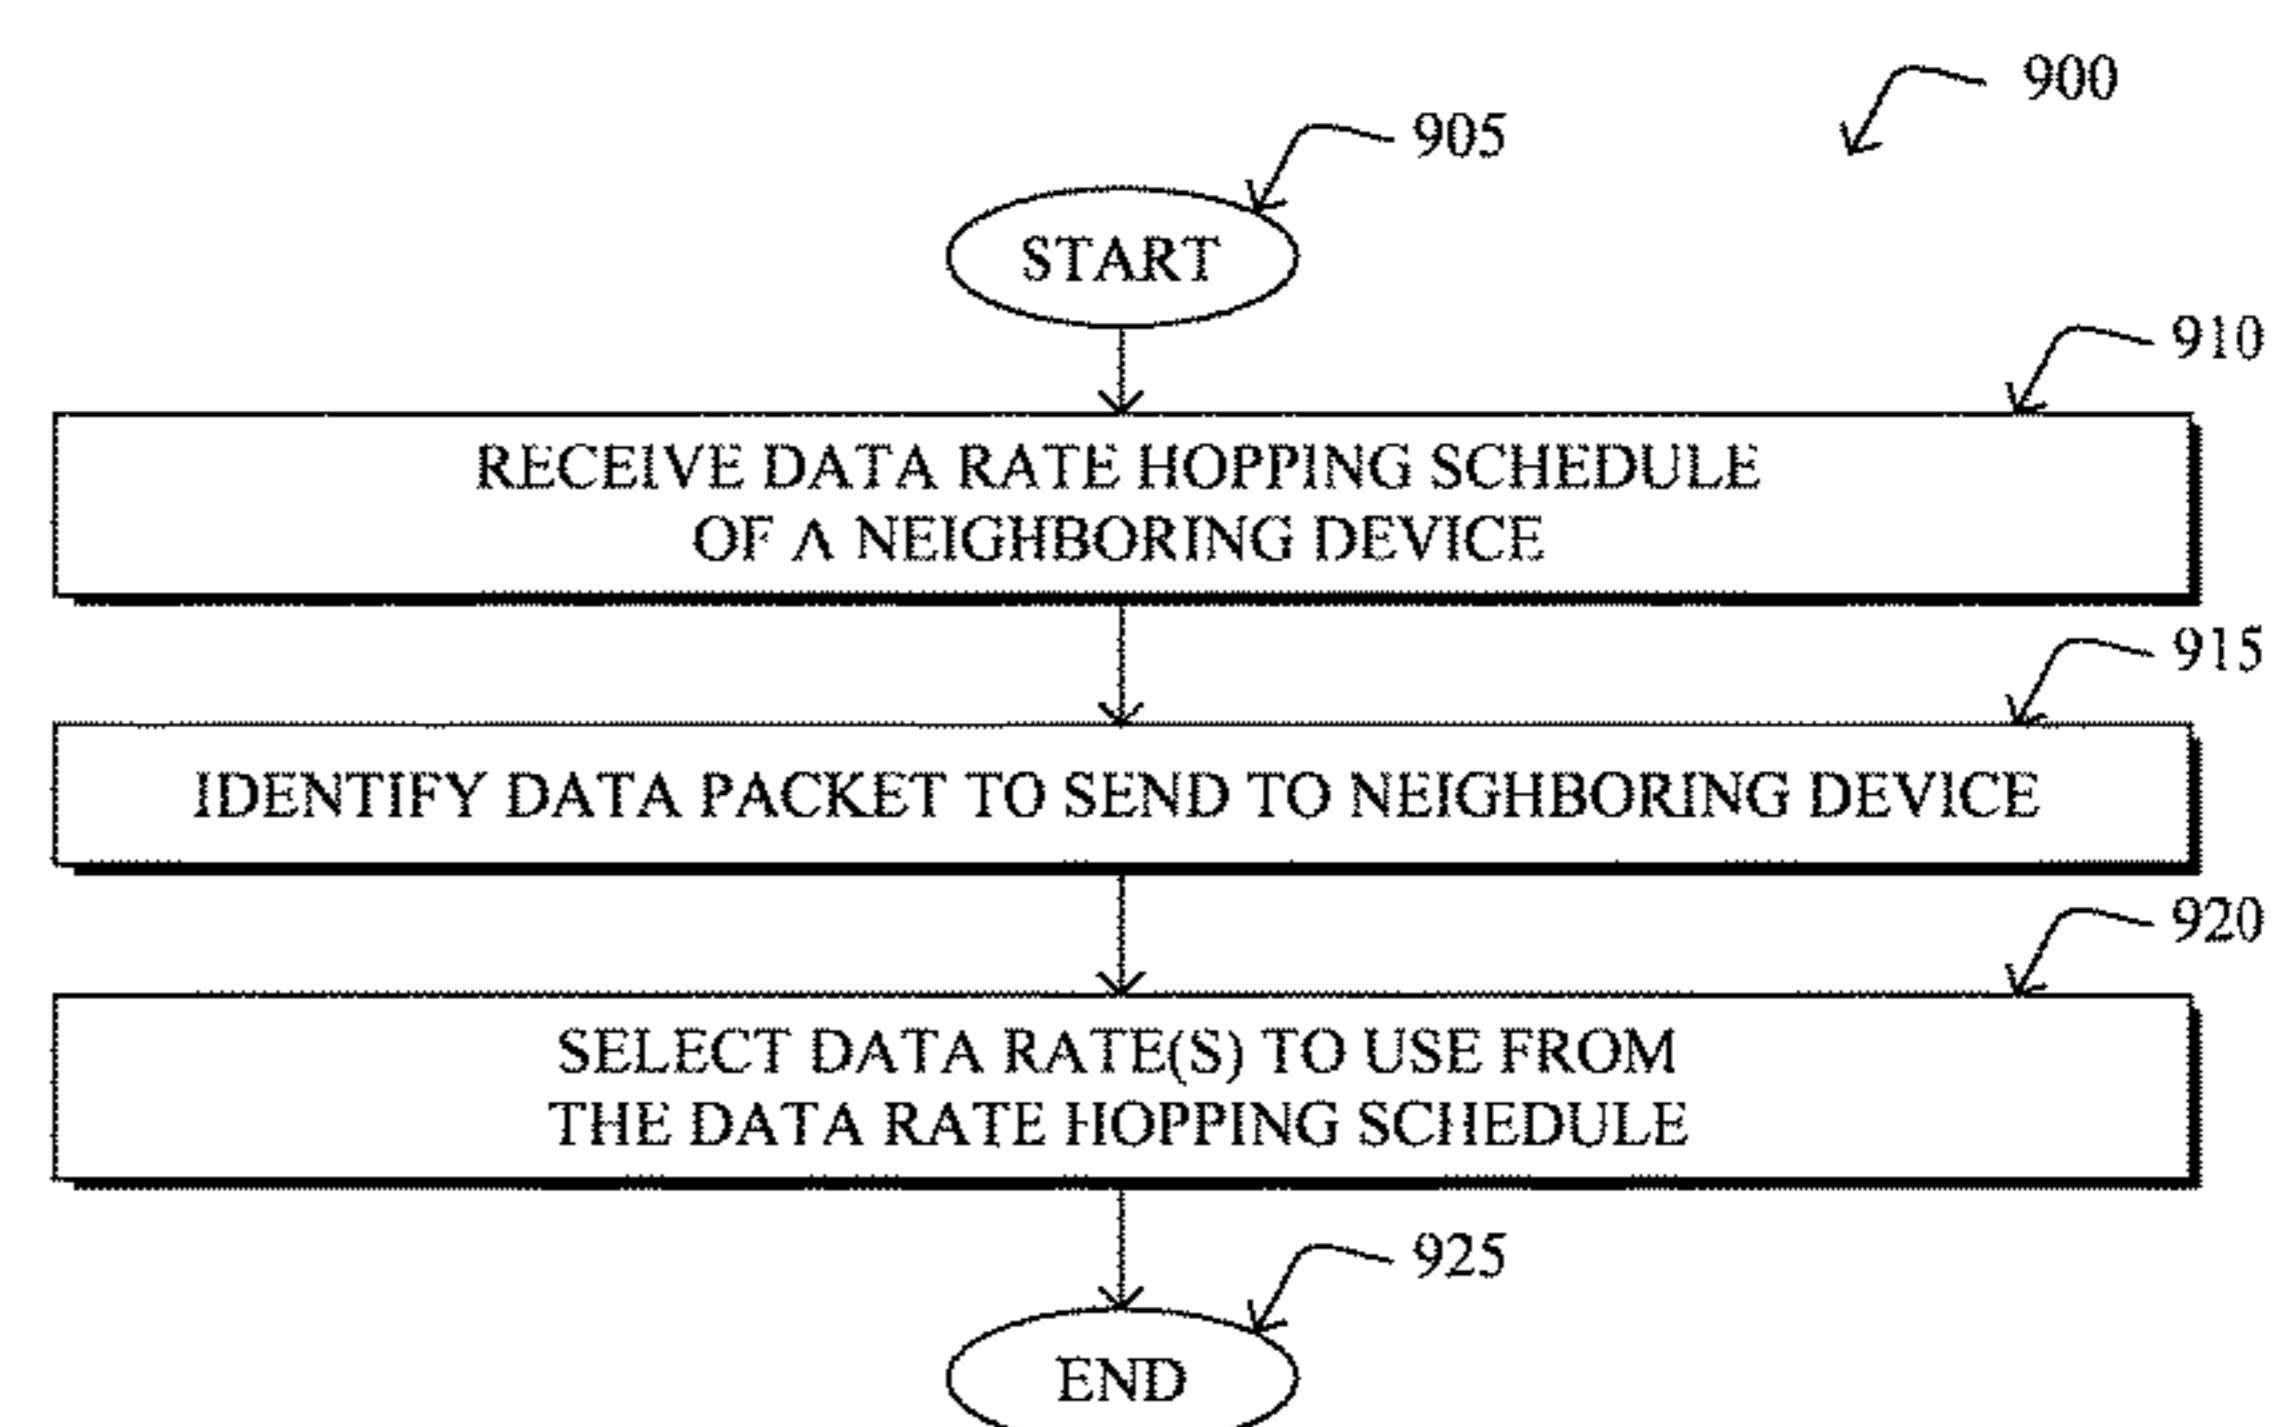 900
905
START
910
RECEIVE DATA RATE HOPPING SCHEDULE
OF A NEIGHBORING DEVICE
915
IDENTIFY DATA PACKET TO SEND TO NEIGHBORING DEVICE
920
SELECT DATA RATE(S) TO USE FROM
THE DATA RATE HOPPING SCHEDULE
925
END